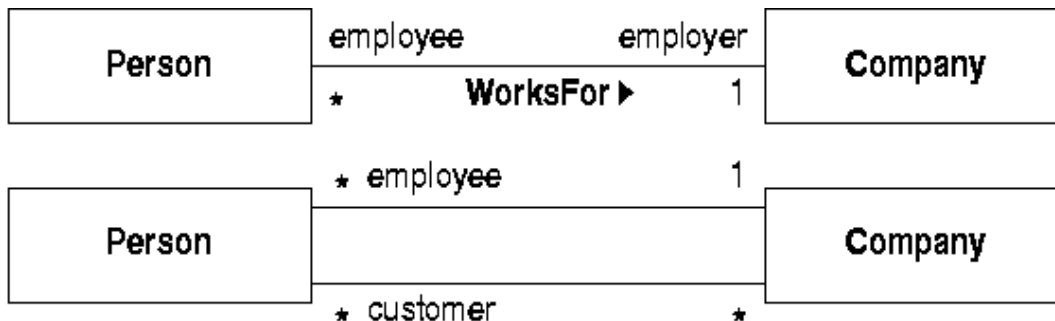 employee employer
Person Company
* WorksFor ▶ 1
* employee 1
Person Company
* customer *